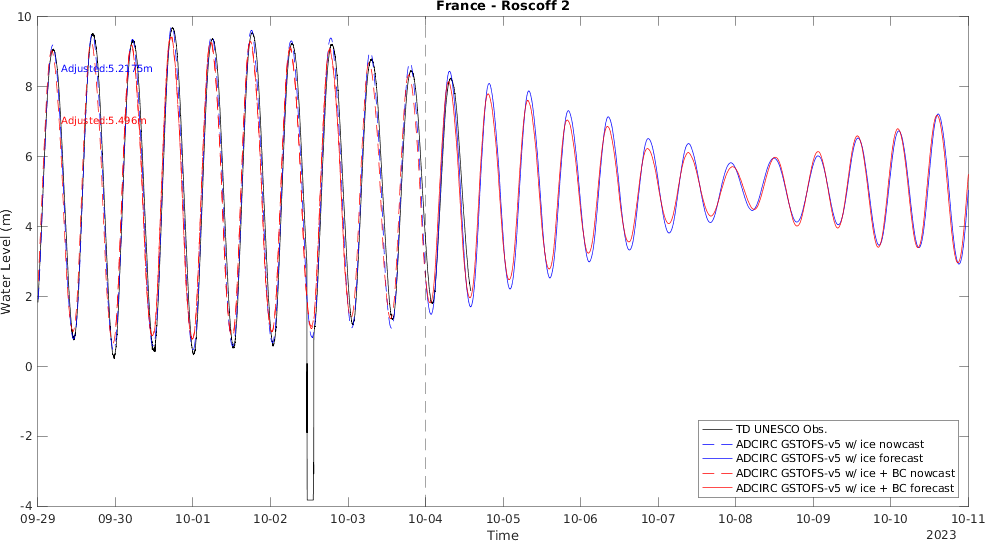 France - Roscoff 2
10
8
6
4
2
0
-2
-4
Water Level (m)
Adjusted:5.2175m
Adjusted:5.496m
TD UNESCO Obs.
ADCIRC GSTOFS-v5 w/ ice nowcast
ADCIRC GSTOFS-v5 w/ ice forecast
ADCIRC GSTOFS-v5 w/ ice + BC nowcast
ADCIRC GSTOFS-v5 w/ ice + BC forecast
09-29 09-30 10-01 10-02 10-03 10-04 10-05 10-06 10-07 10-08 10-09 10-10 10-11
Time
2023